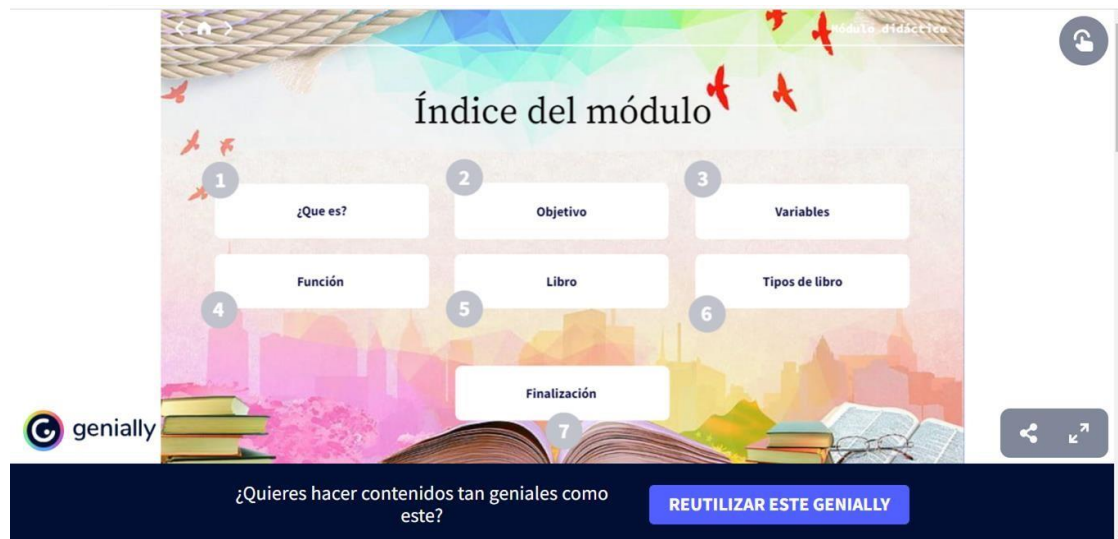 Módulo didáctico
Índice del módulo
1
2
3
¿Que es?
Objetivo
Variables
Función
Libro
Tipos de libro
4
5
6
Finalización
7
genially
¿Quieres hacer contenidos tan geniales como
este?
REUTILIZAR ESTE GENIALLY